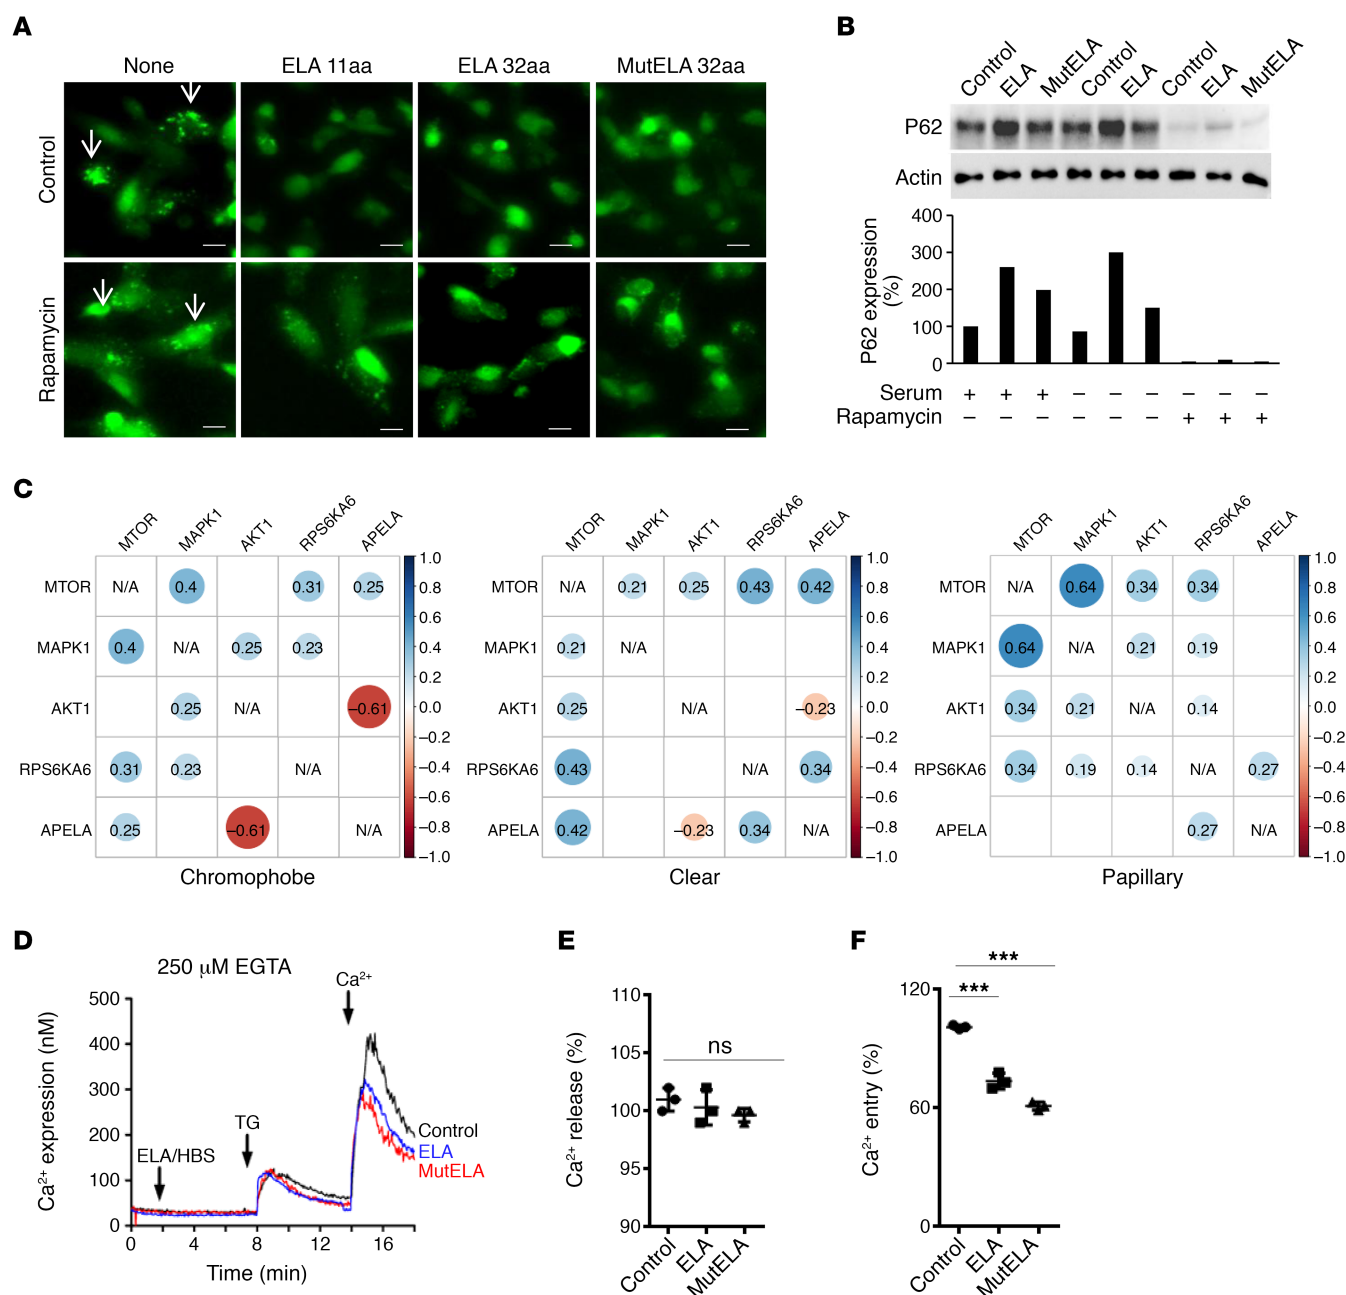 A
None ELA 11aa ELA 32aa MutELA 32aa
Control
Rapamycin
B
Control ELA MutELA Control ELA Control ELA MutELA
P62
Actin
P62 expression (%)
400
300
200
100
0
Serum + + + – – – – – –
Rapamycin – – – – – – + + +
C
MTOR MAPK1 AKT1 RPS6KA6 APELA
MTOR N/A 0.4 0.31 0.25
MAPK1 0.4 N/A 0.25 0.23
AKT1 0.25 N/A –0.61
RPS6KA6 0.31 0.23 N/A
APELA 0.25 –0.61 N/A
1.0
0.8
0.6
0.4
0.2
0.0
–0.2
–0.4
–0.6
–0.8
–1.0
Chromophobe
MTOR MAPK1 AKT1 RPS6KA6 APELA
MTOR N/A 0.21 0.25 0.43 0.42
MAPK1 0.21 N/A
AKT1 0.25 N/A –0.23
RPS6KA6 0.43 N/A 0.34
APELA 0.42 –0.23 0.34 N/A
1.0
0.8
0.6
0.4
0.2
0.0
–0.2
–0.4
–0.6
–0.8
–1.0
Clear
MTOR MAPK1 AKT1 RPS6KA6 APELA
MTOR N/A 0.64 0.34 0.34
MAPK1 0.64 N/A 0.21 0.19
AKT1 0.34 0.21 N/A 0.14
RPS6KA6 0.34 0.19 0.14 N/A 0.27
APELA 0.27 N/A
1.0
0.8
0.6
0.4
0.2
0.0
–0.2
–0.4
–0.6
–0.8
–1.0
Papillary
D
250 µM EGTA
Ca²⁺
TG
ELA/HBS
Control
ELA
MutELA
Ca²⁺ expression (nM)
500
400
300
200
100
0
0 4 8 12 16
Time (min)
E
Ca²⁺ release (%)
110
105
100
95
90
ns
Control ELA MutELA
F
Ca²⁺ entry (%)
120
60
0
***
***
Control ELA MutELA